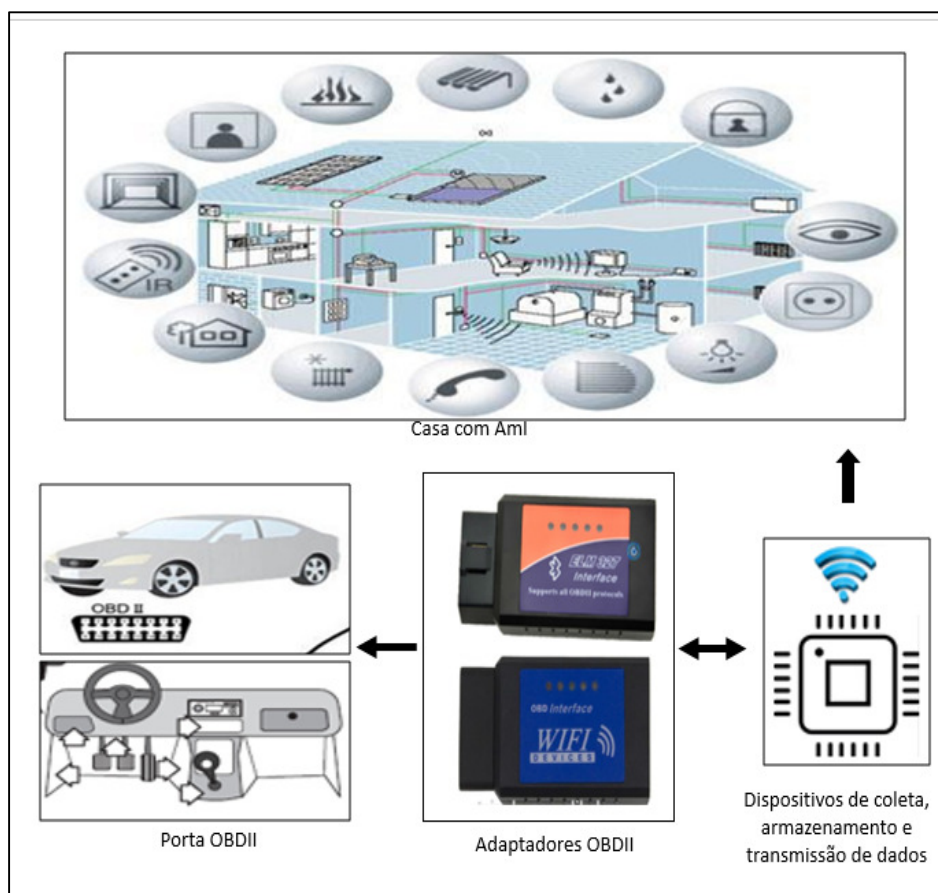 IR
Casa com AmI
OBD II
ELM 327
Interface
Supports all OBDII protocols
OBD Interface
WIFI
DEVICES
Porta OBDII
Adaptadores OBDII
Dispositivos de coleta,
armazenamento e
transmissão de dados